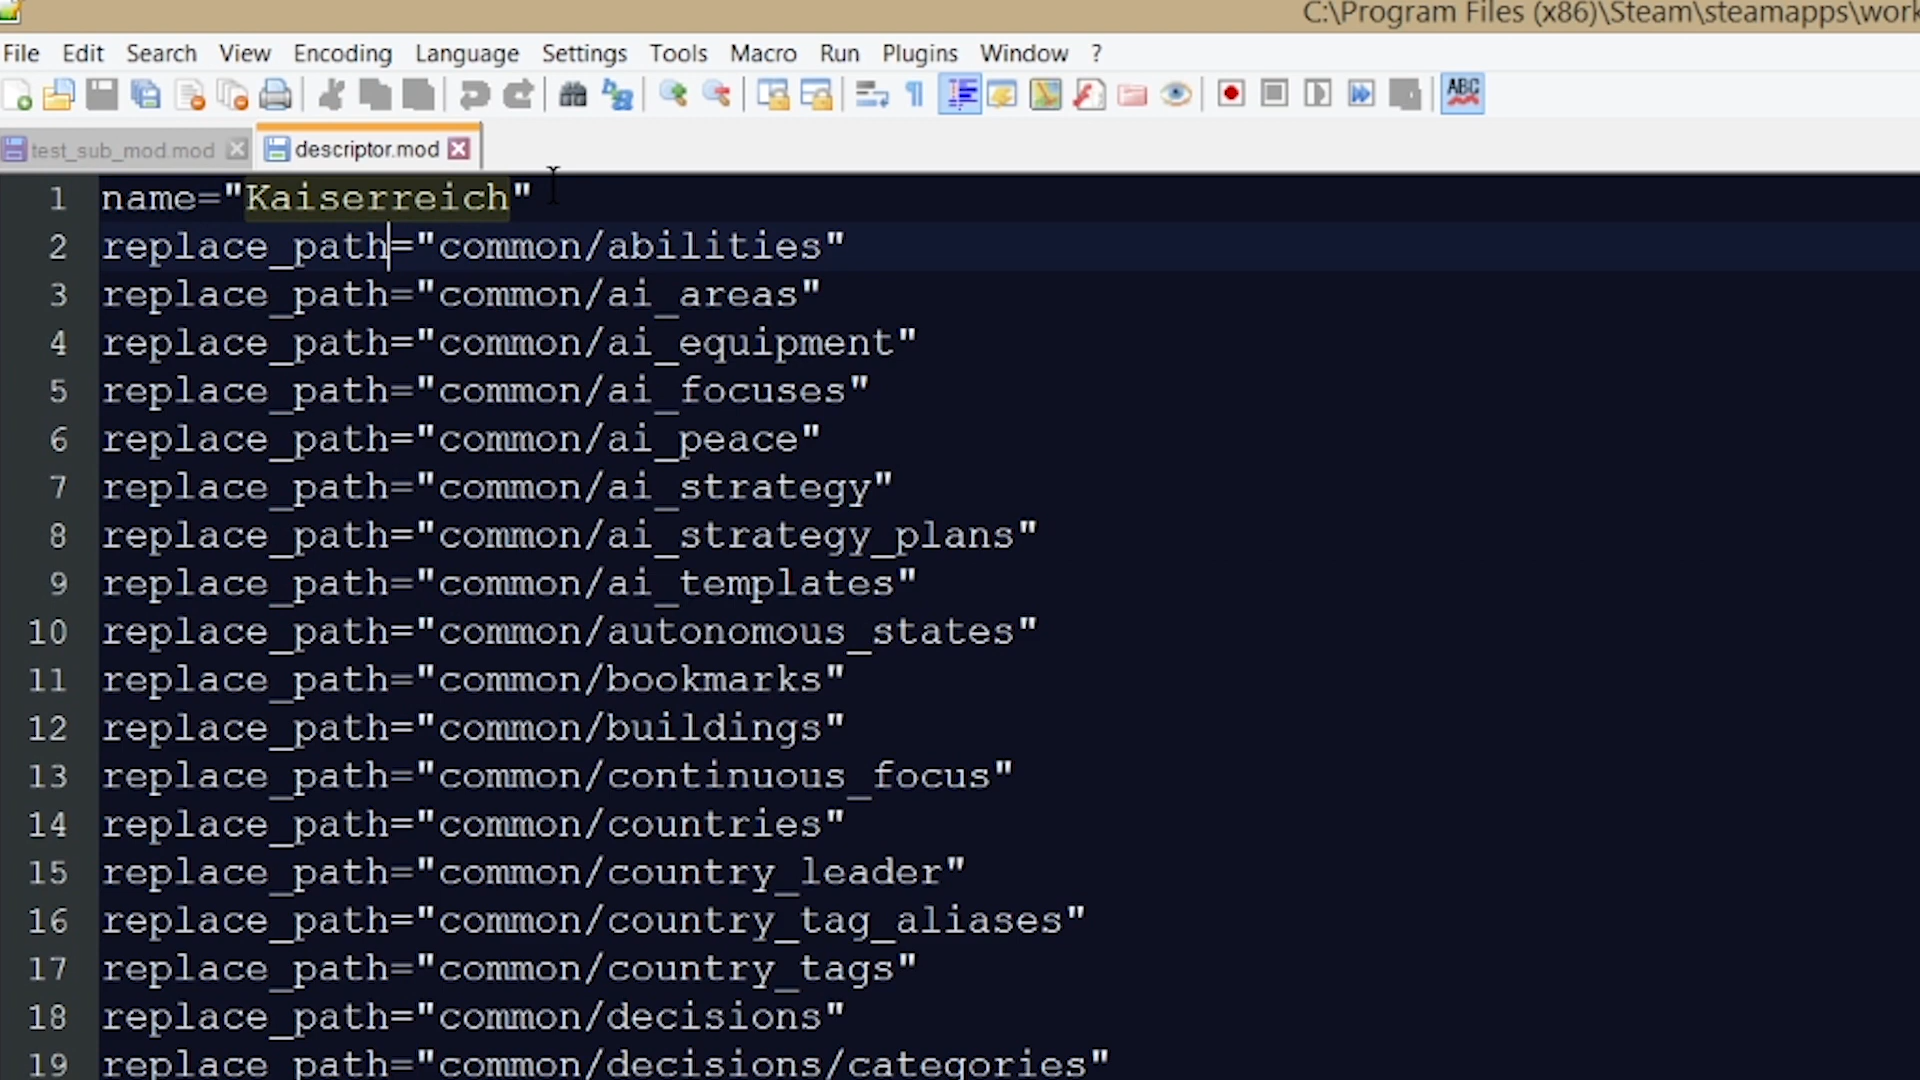 C:\Program Files (x86)\Steam\steamapps\work
File Edit Search View Encoding Language Settings Tools Macro Run Plugins Window ?
ABC
test_sub_mod.mod descriptor.mod
1 name="Kaiserreich"
2 replace_path="common/abilities"
3 replace_path="common/ai_areas"
4 replace_path="common/ai_equipment"
5 replace_path="common/ai_focuses"
6 replace_path="common/ai_peace"
7 replace_path="common/ai_strategy"
8 replace_path="common/ai_strategy_plans"
9 replace_path="common/ai_templates"
10 replace_path="common/autonomous_states"
11 replace_path="common/bookmarks"
12 replace_path="common/buildings"
13 replace_path="common/continuous_focus"
14 replace_path="common/countries"
15 replace_path="common/country_leader"
16 replace_path="common/country_tag_aliases"
17 replace_path="common/country_tags"
18 replace_path="common/decisions"
19 replace_path="common/decisions/categories"